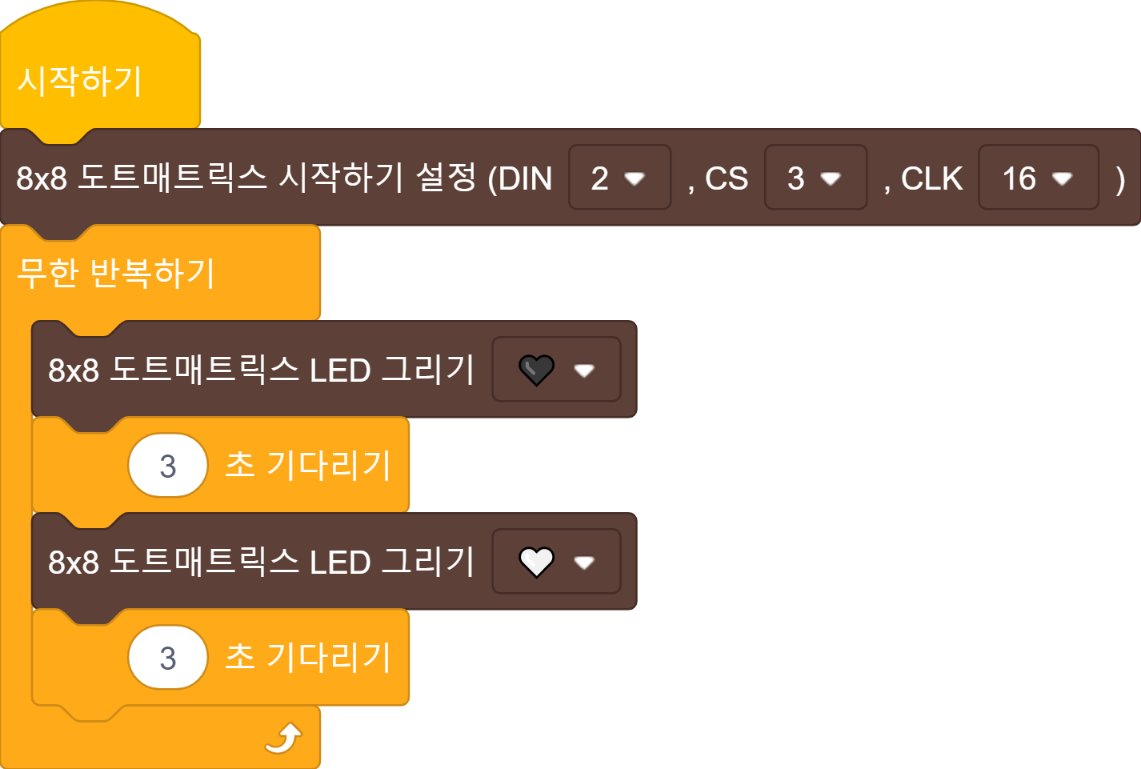 시작하기
8x8 도트매트릭스 시작하기 설정 (DIN 2 , CS 3 , CLK 16 )
무한 반복하기
8x8 도트매트릭스 LED 그리기 🖤
3 초 기다리기
8x8 도트매트릭스 LED 그리기 🤍
3 초 기다리기